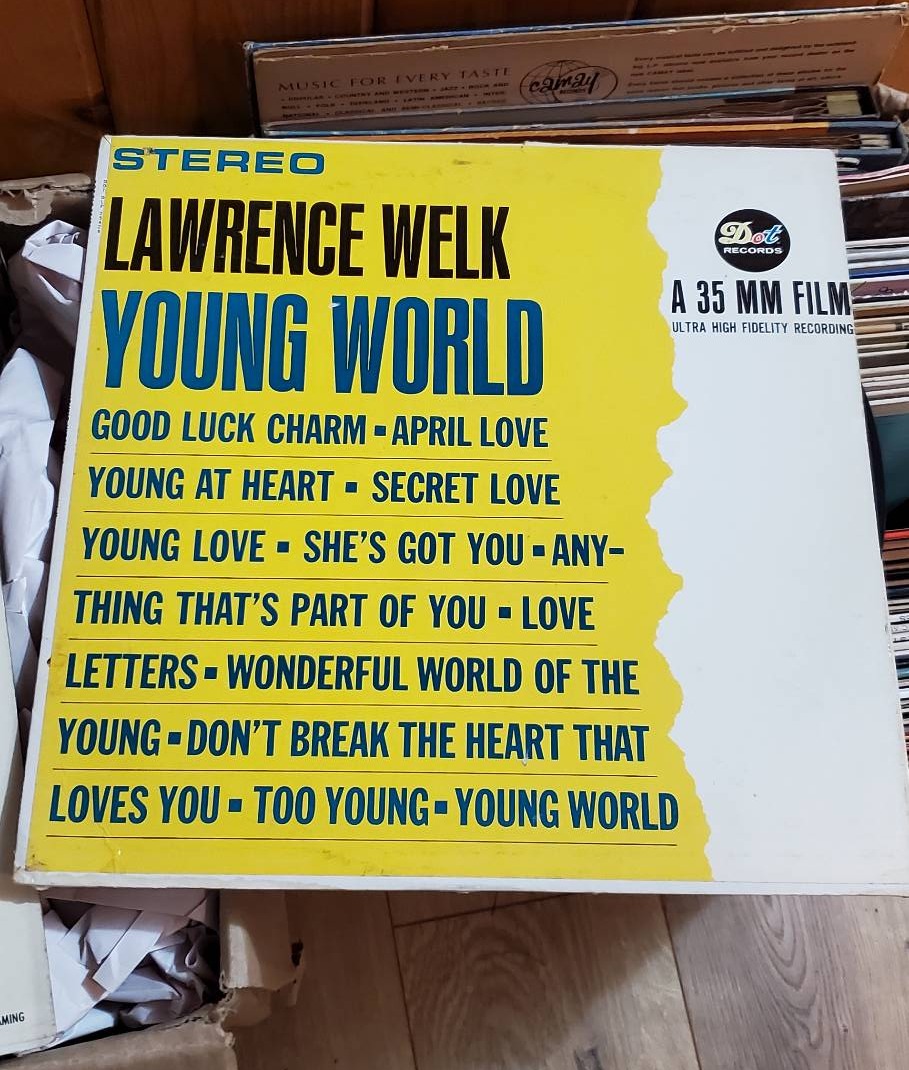 MUSIC FOR EVERY TASTE
camay
RECORDS
STEREO
LAWRENCE WELK
YOUNG WORLD
Dot
RECORDS
A 35 MM FILM
ULTRA HIGH FIDELITY RECORDING
GOOD LUCK CHARM ▪ APRIL LOVE
YOUNG AT HEART ▪ SECRET LOVE
YOUNG LOVE ▪ SHE'S GOT YOU ▪ ANY-
THING THAT'S PART OF YOU ▪ LOVE
LETTERS ▪ WONDERFUL WORLD OF THE
YOUNG ▪ DON'T BREAK THE HEART THAT
LOVES YOU ▪ TOO YOUNG ▪ YOUNG WORLD
AMING